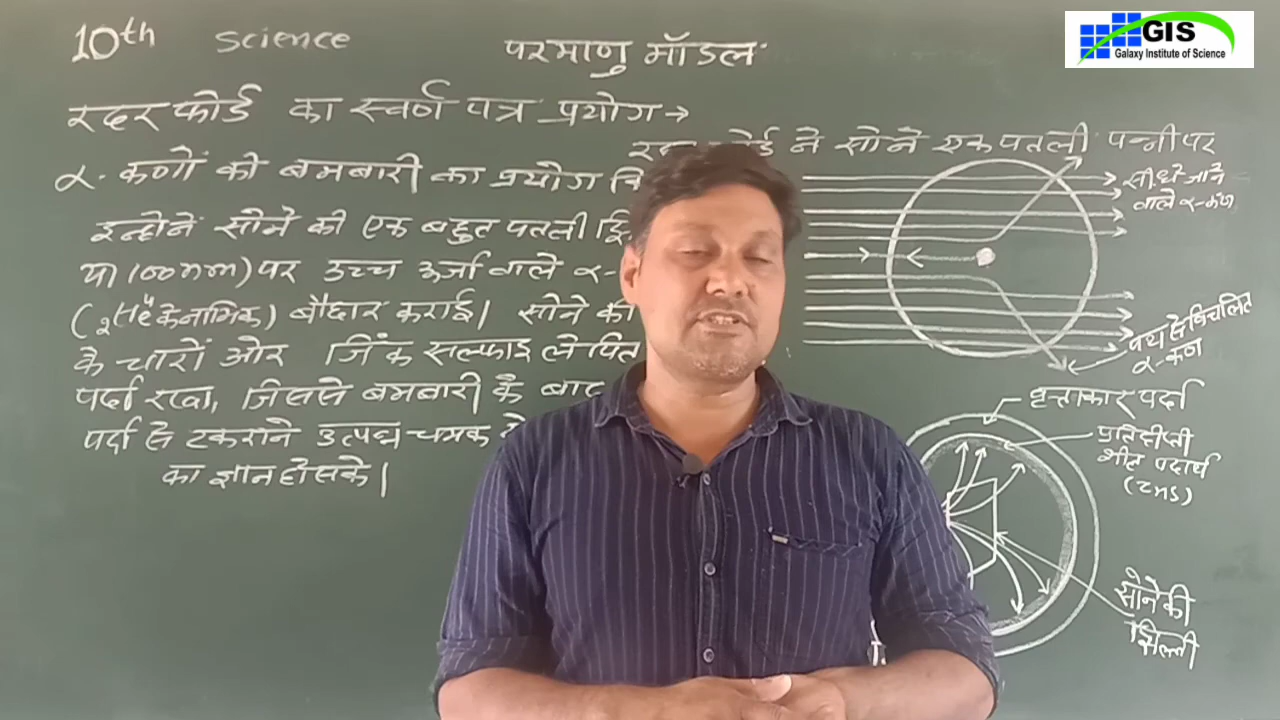 10th science
परमाणु मॉडल
GIS
Galaxy Institute of Science
रदरफोर्ड का स्वर्ण पत्र प्रयोग →
ने सोने एक पतली पन्नी पर
α- कणों की बमबारी का प्रयोग
इन्होने सोने की एक बहुत पतली
या 100 nm) पर उच्च ऊर्जा वाले α-
(₂He⁴ के नाभिक) बौछार कराई। सोने की
के चारों ओर जिंक सल्फाइ लेपित
पर्दा रखा, जिससे बमबारी के बाद
पर्दा से टकराने उत्पन्न चमक
का ज्ञान हो सके।
सीधे जाने
वाले α-कण
पथ से विचलित
α-कण
वृत्ताकार पर्दा
प्रतिदीप्ती
शील पदार्थ
(ZnS)
सोने की
झिल्ली